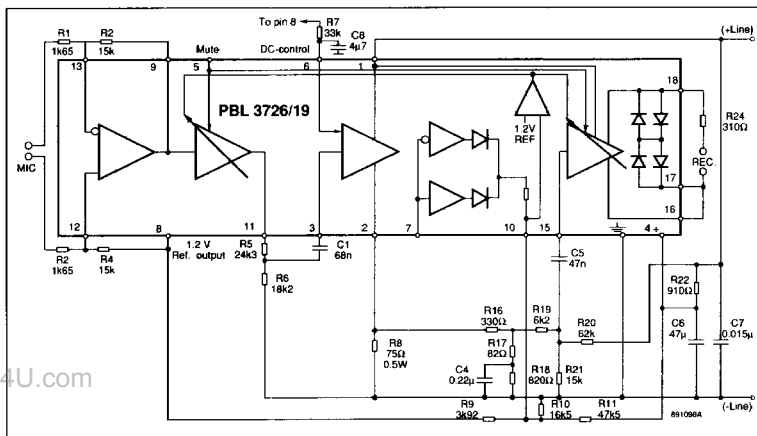 To pin 8
R7
33k
C8
4µ7
(+Line)
R1
1k65
R2
15k
Mute
DC-control
13
9
5
6
1
18
PBL 3726/19
1.2V
REF
R24
310Ω
MIC
REC.
17
16
12
8
11
3
2
7
10
15
4 +
1.2 V
Ref. output
R2
1k65
R4
15k
R5
24k3
C1
68n
R6
18k2
C5
47n
R22
910Ω
R16
330Ω
R19
6k2
R20
62k
C6
47µ
C7
0.015µ
R8
75Ω
0.5W
R17
82Ω
C4
0.22µ
R18
820Ω
R21
15k
4U.com
R9
3k92
R10
16k5
R11
47k5
891098A
(-Line)